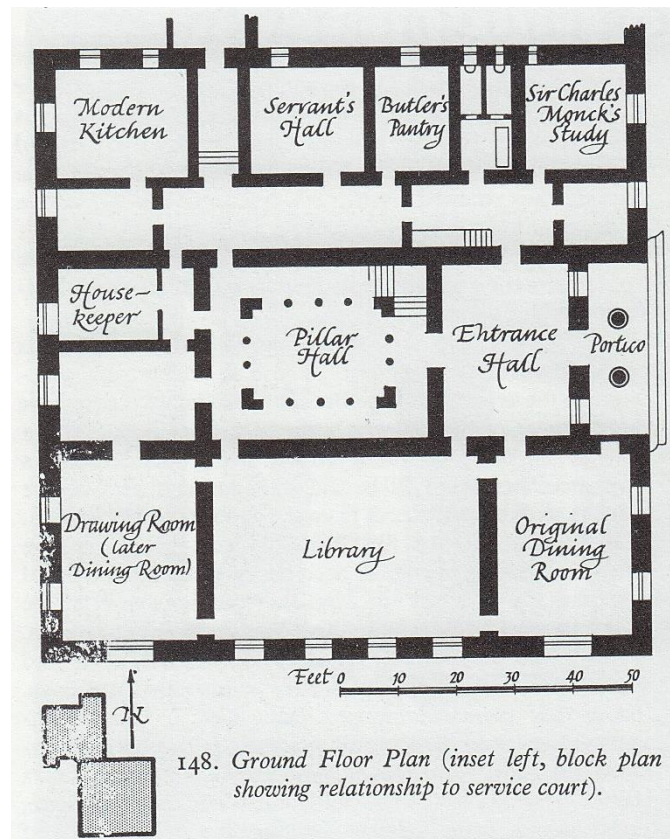 Modern
Kitchen
Servant's
Hall
Butler's
Pantry
Sir Charles
Monck's
Study
House-
keeper
Pillar
Hall
Entrance
Hall
Portico
Drawing Room
(later
Dining Room)
Library
Original
Dining
Room
Feet 0 10 20 30 40 50
N
148. Ground Floor Plan (inset left, block plan
showing relationship to service court).